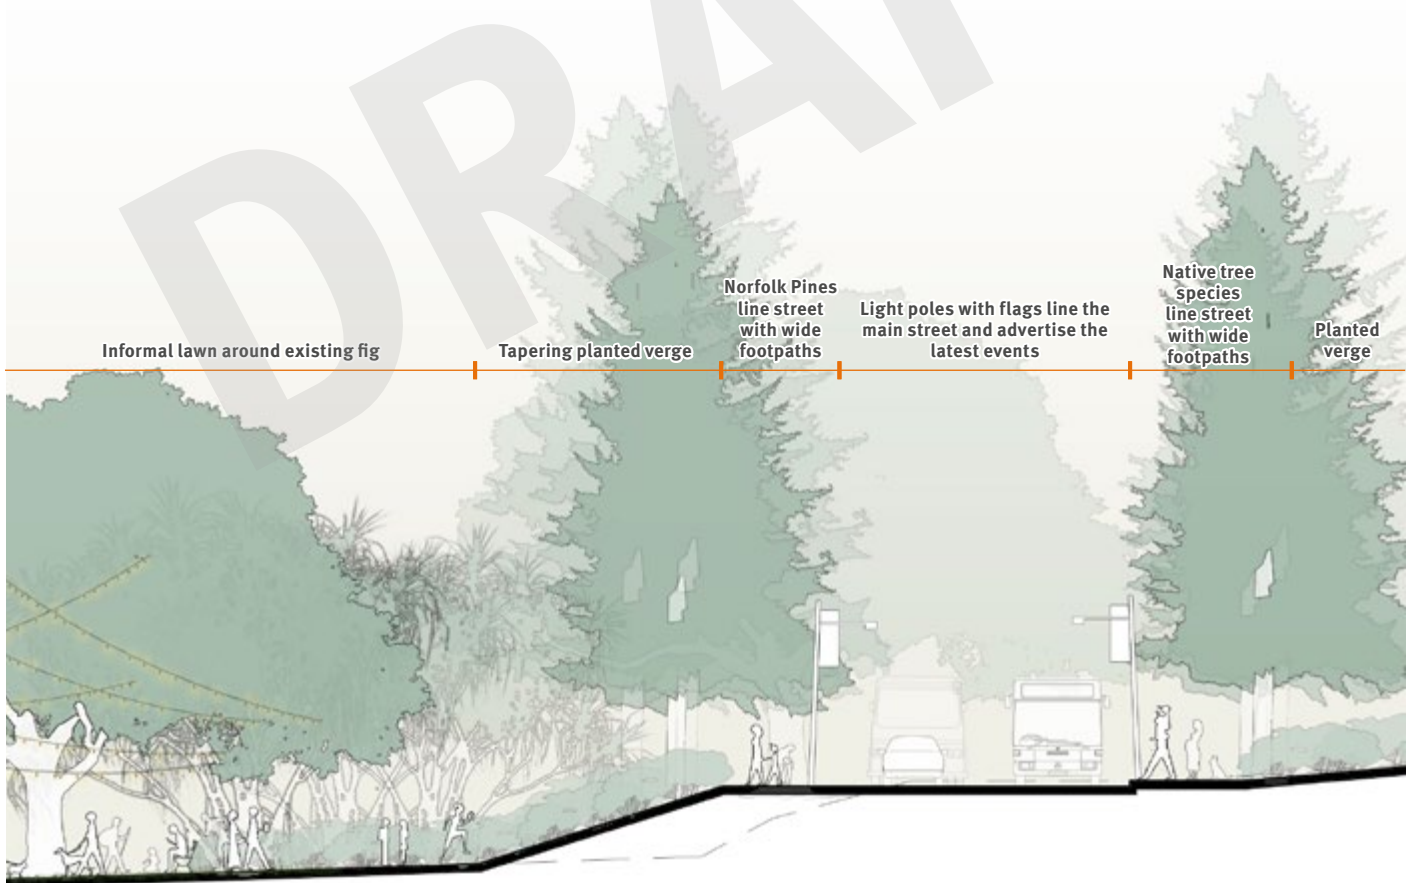 DRAF
Informal lawn around existing fig
Tapering planted verge
Norfolk Pines
line street
with wide
footpaths
Light poles with flags line the
main street and advertise the
latest events
Native tree
species
line street
with wide
footpaths
Planted
verge